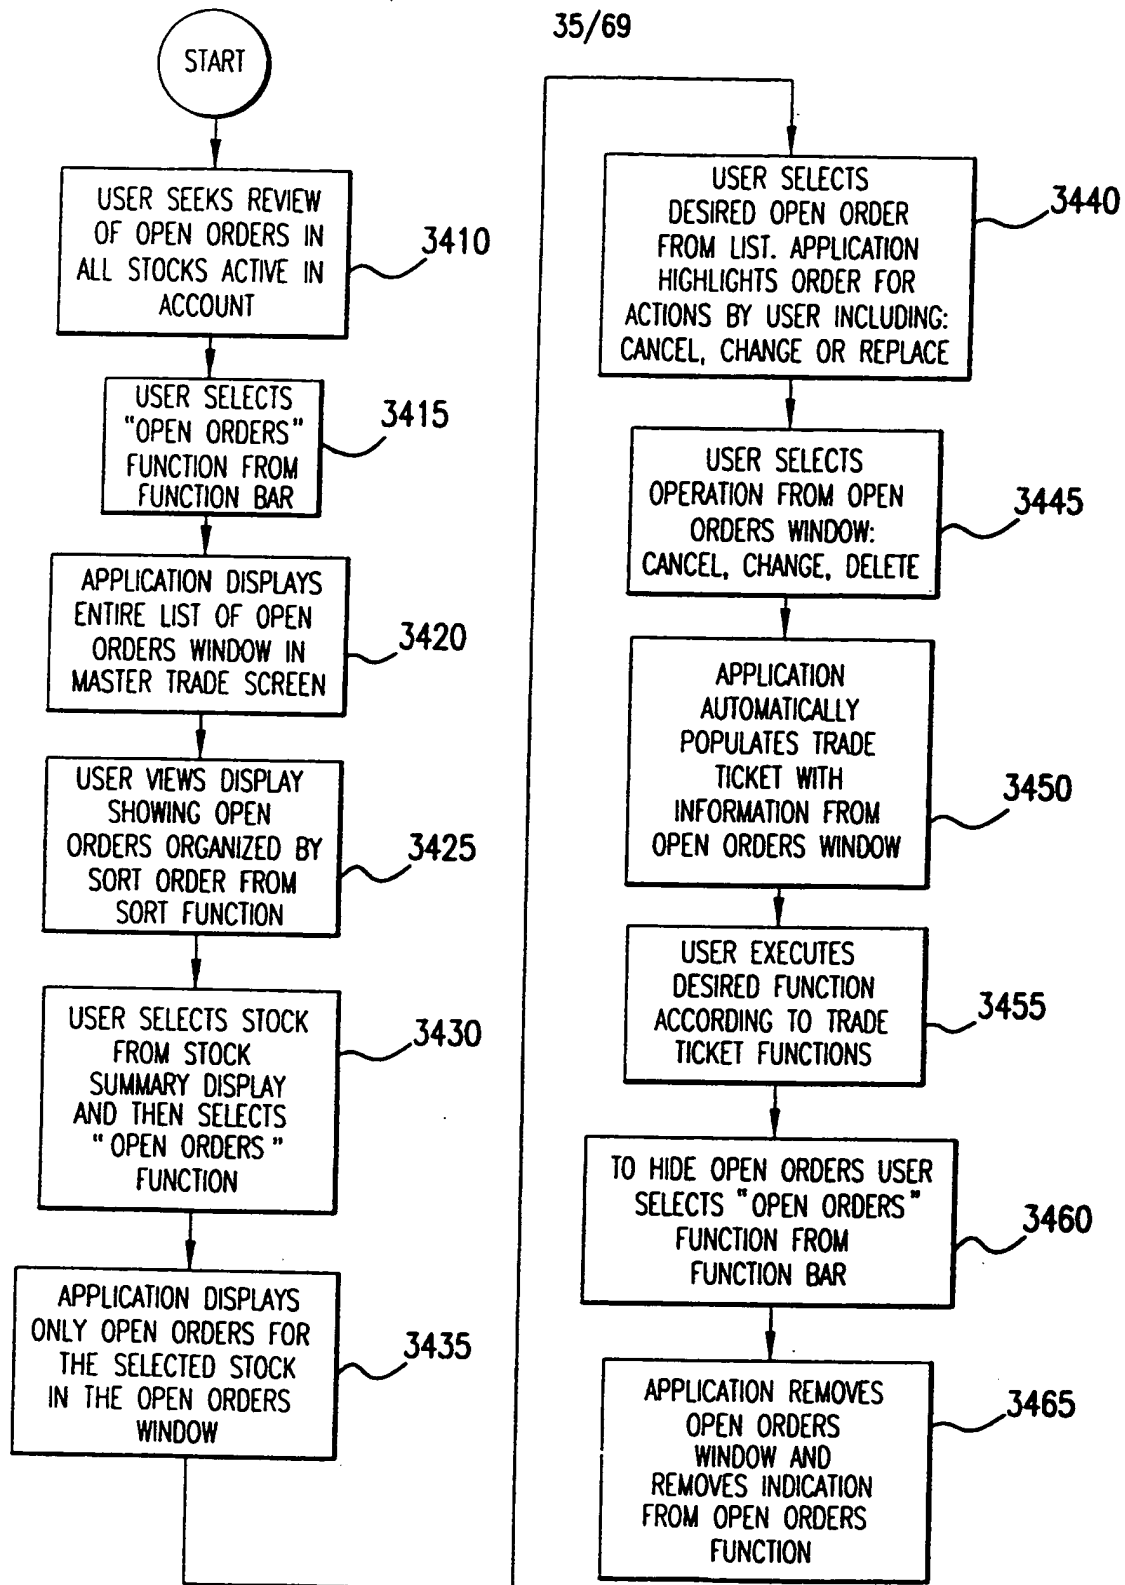 35/69
START
USER SEEKS REVIEW
OF OPEN ORDERS IN
ALL STOCKS ACTIVE IN
ACCOUNT
3410
USER SELECTS
"OPEN ORDERS"
FUNCTION FROM
FUNCTION BAR
3415
APPLICATION DISPLAYS
ENTIRE LIST OF OPEN
ORDERS WINDOW IN
MASTER TRADE SCREEN
3420
USER VIEWS DISPLAY
SHOWING OPEN
ORDERS ORGANIZED BY
SORT ORDER FROM
SORT FUNCTION
3425
USER SELECTS STOCK
FROM STOCK
SUMMARY DISPLAY
AND THEN SELECTS
"OPEN ORDERS"
FUNCTION
3430
APPLICATION DISPLAYS
ONLY OPEN ORDERS FOR
THE SELECTED STOCK
IN THE OPEN ORDERS
WINDOW
3435
USER SELECTS
DESIRED OPEN ORDER
FROM LIST. APPLICATION
HIGHLIGHTS ORDER FOR
ACTIONS BY USER INCLUDING:
CANCEL, CHANGE OR REPLACE
3440
USER SELECTS
OPERATION FROM OPEN
ORDERS WINDOW:
CANCEL, CHANGE, DELETE
3445
APPLICATION
AUTOMATICALLY
POPULATES TRADE
TICKET WITH
INFORMATION FROM
OPEN ORDERS WINDOW
3450
USER EXECUTES
DESIRED FUNCTION
ACCORDING TO TRADE
TICKET FUNCTIONS
3455
TO HIDE OPEN ORDERS USER
SELECTS "OPEN ORDERS"
FUNCTION FROM
FUNCTION BAR
3460
APPLICATION REMOVES
OPEN ORDERS
WINDOW AND
REMOVES INDICATION
FROM OPEN ORDERS
FUNCTION
3465